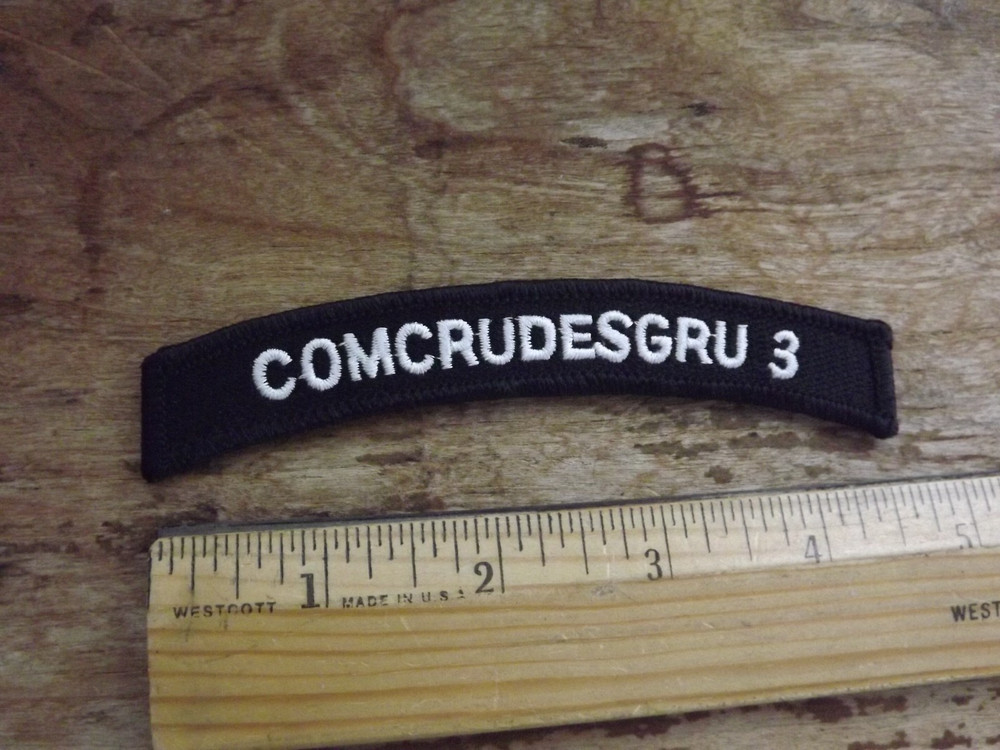 COMCRUDESGRU 3
1 2 3 4 5
WESTCOTT MADE IN U.S.A WEST